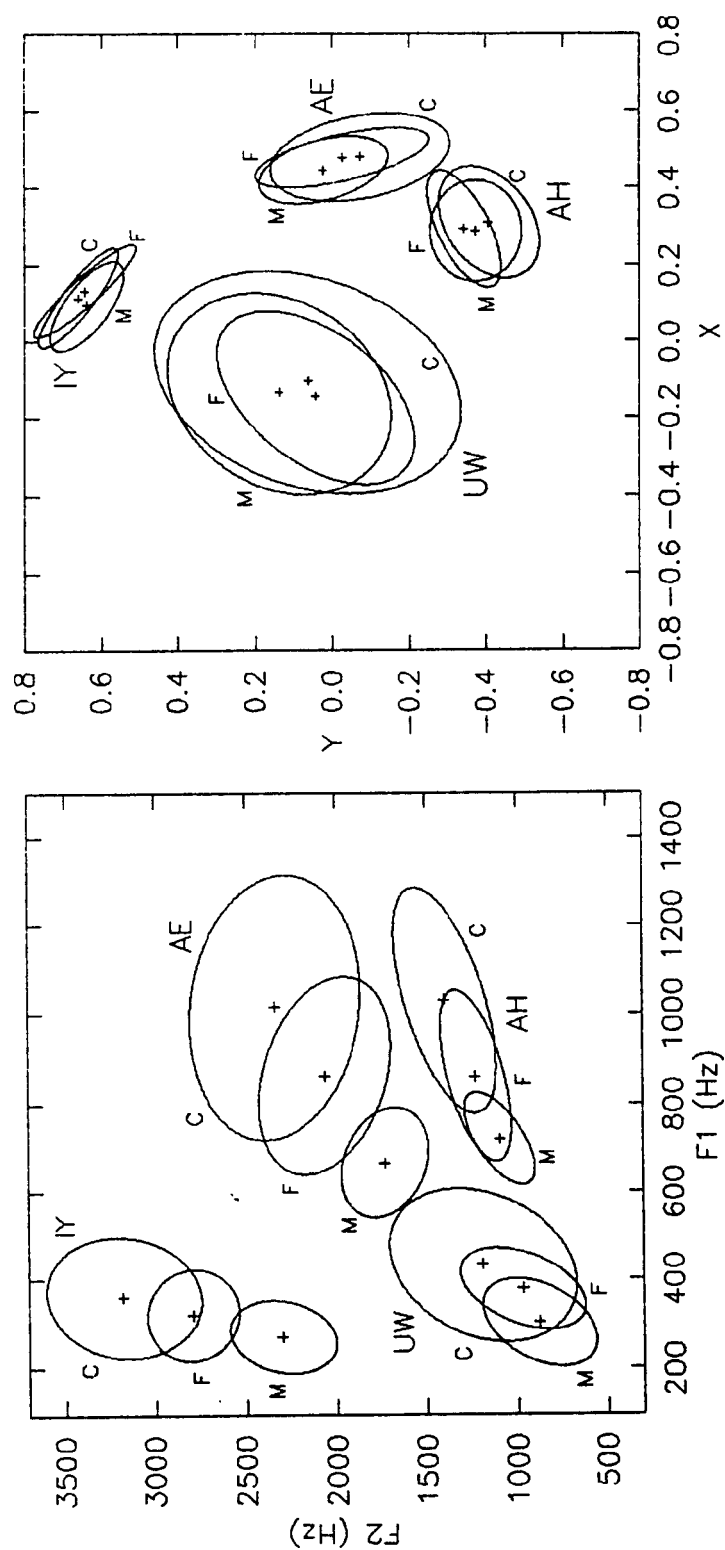 3500
3000
2500
2000
1500
1000
500
F2 (Hz)
200 400 600 800 1000 1200 1400
F1 (Hz)
IY
C
F
M
AE
C
F
M
UW
C
F
M
AH
C
F
M
0.8
0.6
0.4
0.2
Y 0.0
−0.2
−0.4
−0.6
−0.8
−0.8 −0.6 −0.4 −0.2 0.0 0.2 0.4 0.6 0.8
X
IY
C
F
M
AE
F
M
C
F
M
C
UW
F
M
C
AH